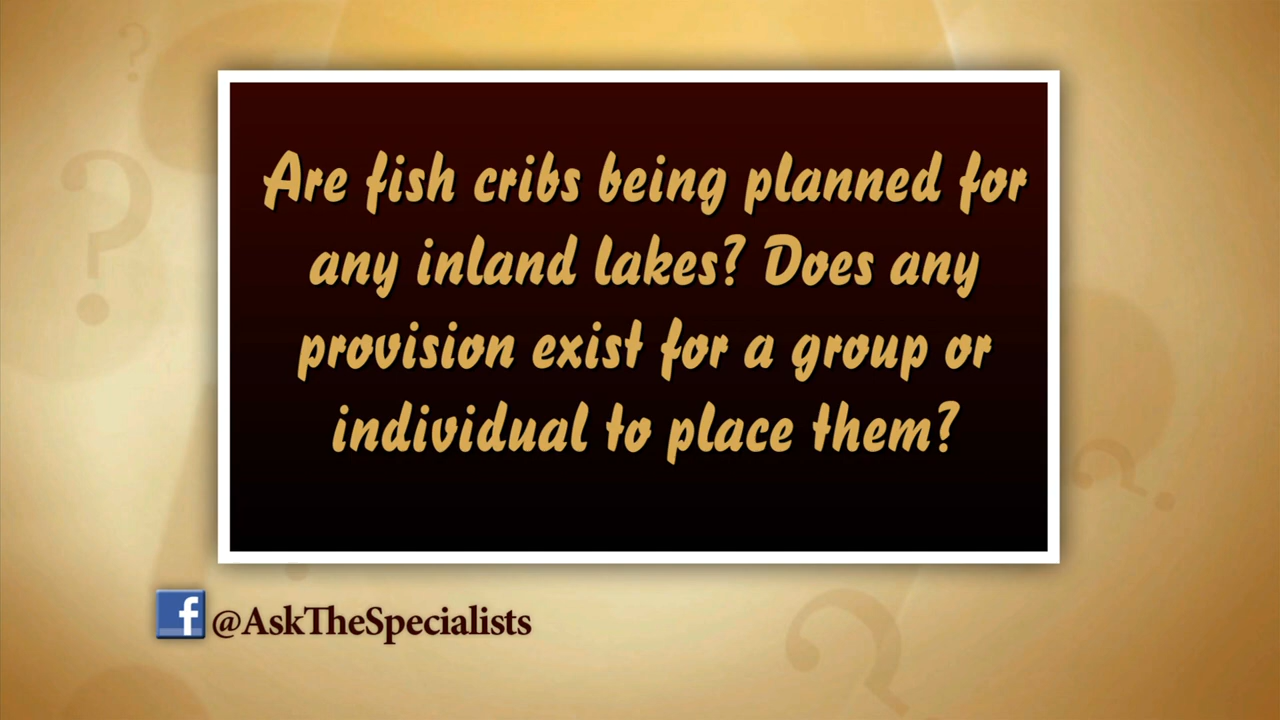 Are fish cribs being planned for
any inland lakes? Does any
provision exist for a group or
individual to place them?
f @AskTheSpecialists